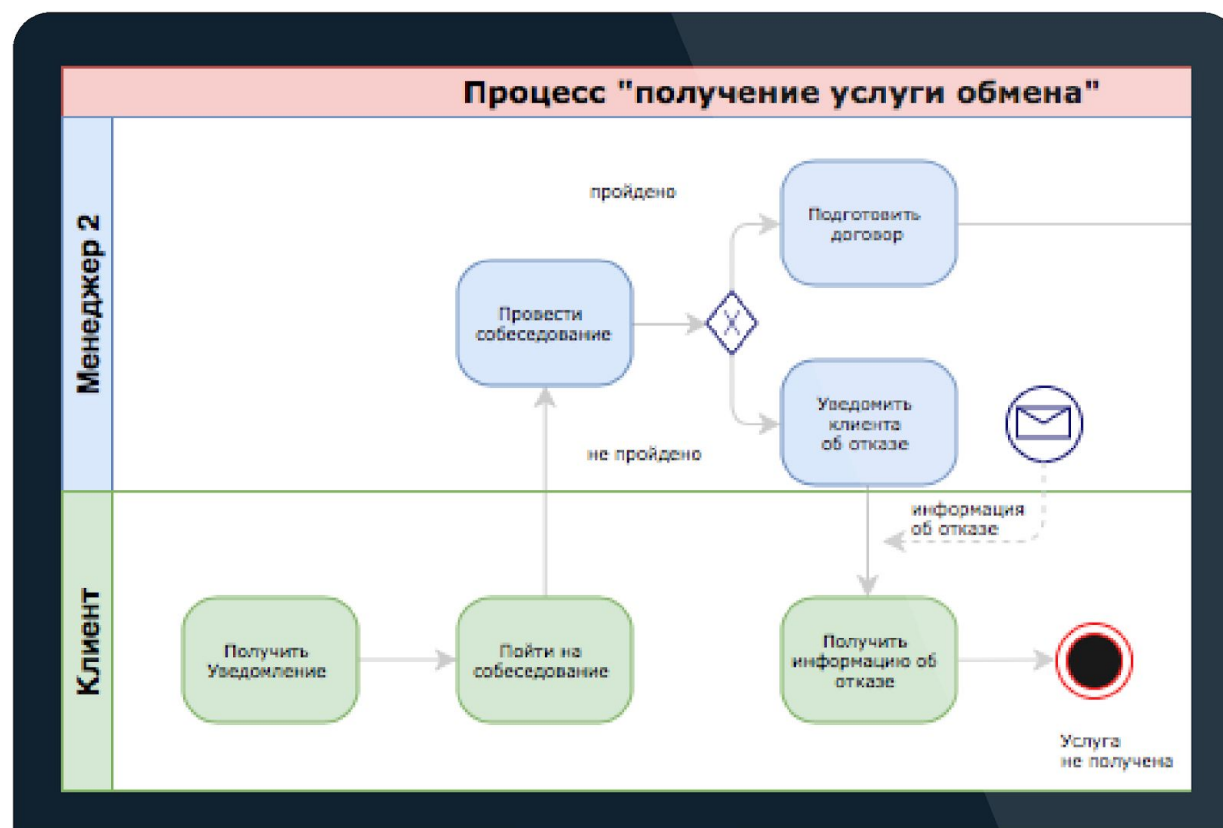 Процесс "получение услуги обмена"
Менеджер 2
пройдено
Подготовить
договор
Провести
собеседование
X
Уведомить
клиента
об отказе
не пройдено
информация
об отказе
Клиент
Получить
Уведомление
Пойти на
собеседование
Получить
информацию об
отказе
Услуга
не получена